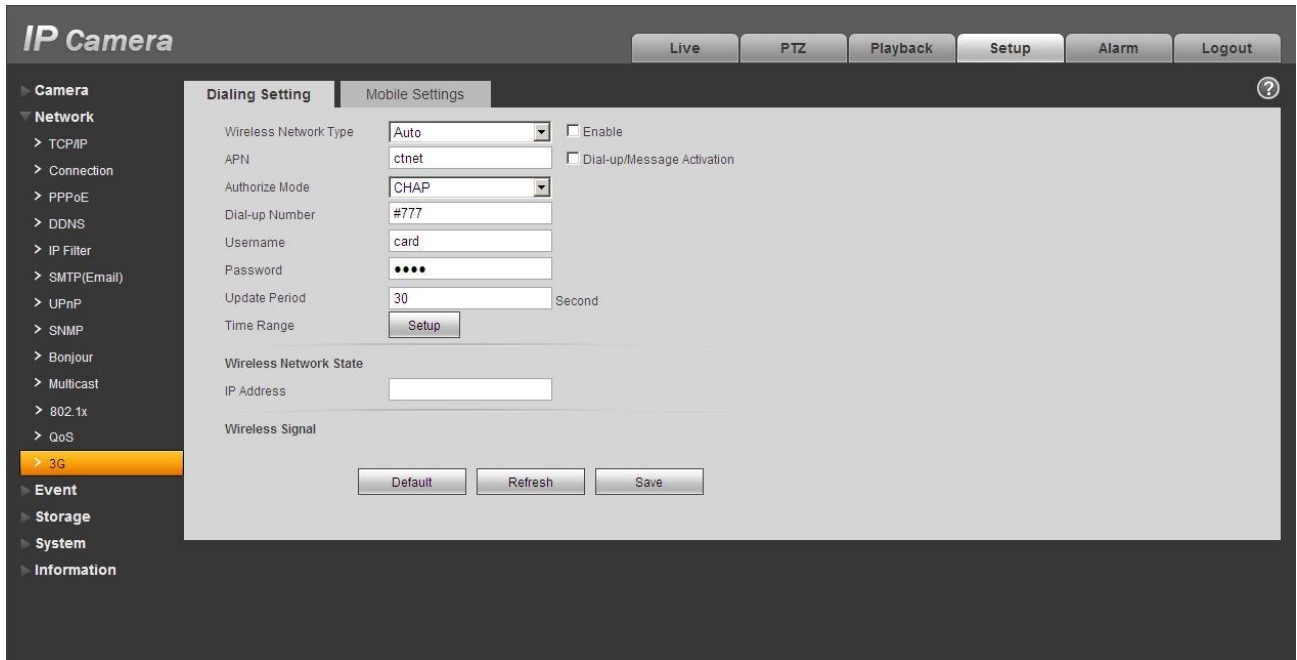 IP Camera
Live PTZ Playback Setup Alarm Logout
Camera
Network
> TCP/IP
> Connection
> PPPoE
> DDNS
> IP Filter
> SMTP(Email)
> UPnP
> SNMP
> Bonjour
> Multicast
> 802.1x
> QoS
> 3G
Event
Storage
System
Information
Dialing Setting Mobile Settings ?
Wireless Network Type Auto Enable
APN ctnet Dial-up/Message Activation
Authorize Mode CHAP
Dial-up Number #777
Username card
Password ●●●●
Update Period 30 Second
Time Range Setup
Wireless Network State
IP Address
Wireless Signal
Default Refresh Save